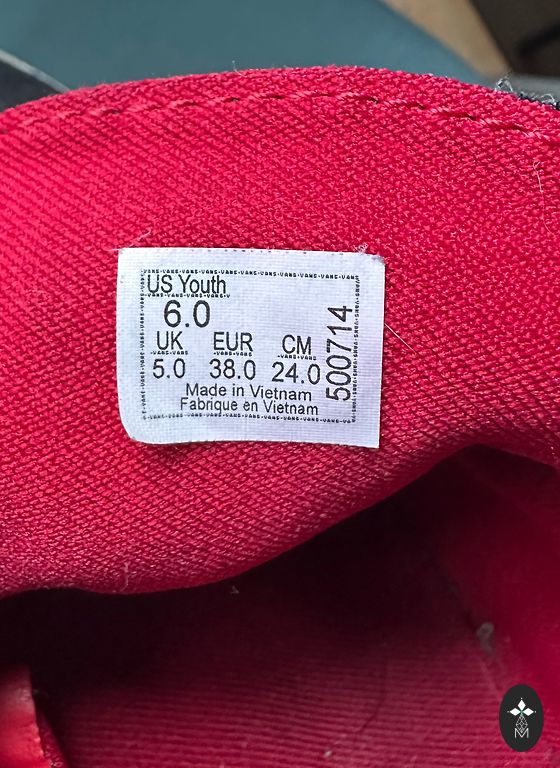 US Youth
6.0
UK EUR CM
5.0 38.0 24.0
Made in Vietnam
Fabrique en Vietnam
500714